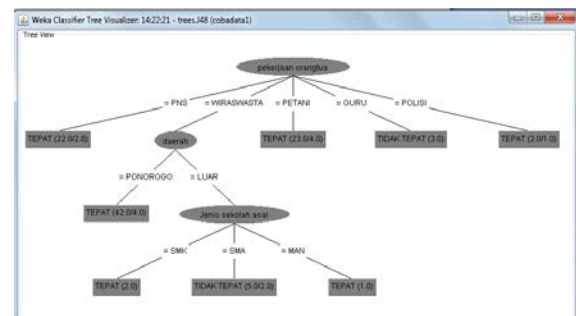 Weka Classifier Tree Visualizer: 14:22:21 - trees.J48 (cobadata1)
Tree View
pekerjaan orangtua
= PNS = WIRASWASTA = PETANI = GURU = POLISI
TEPAT (22.0/2.0) daerah TEPAT (23.0/4.0) TIDAK TEPAT (3.0) TEPAT (2.0/1.0)
= PONOROGO = LUAR
TEPAT (42.0/4.0) Jenis sekolah asal
= SMK = SMA = MAN
TEPAT (2.0) TIDAK TEPAT (5.0/2.0) TEPAT (1.0)